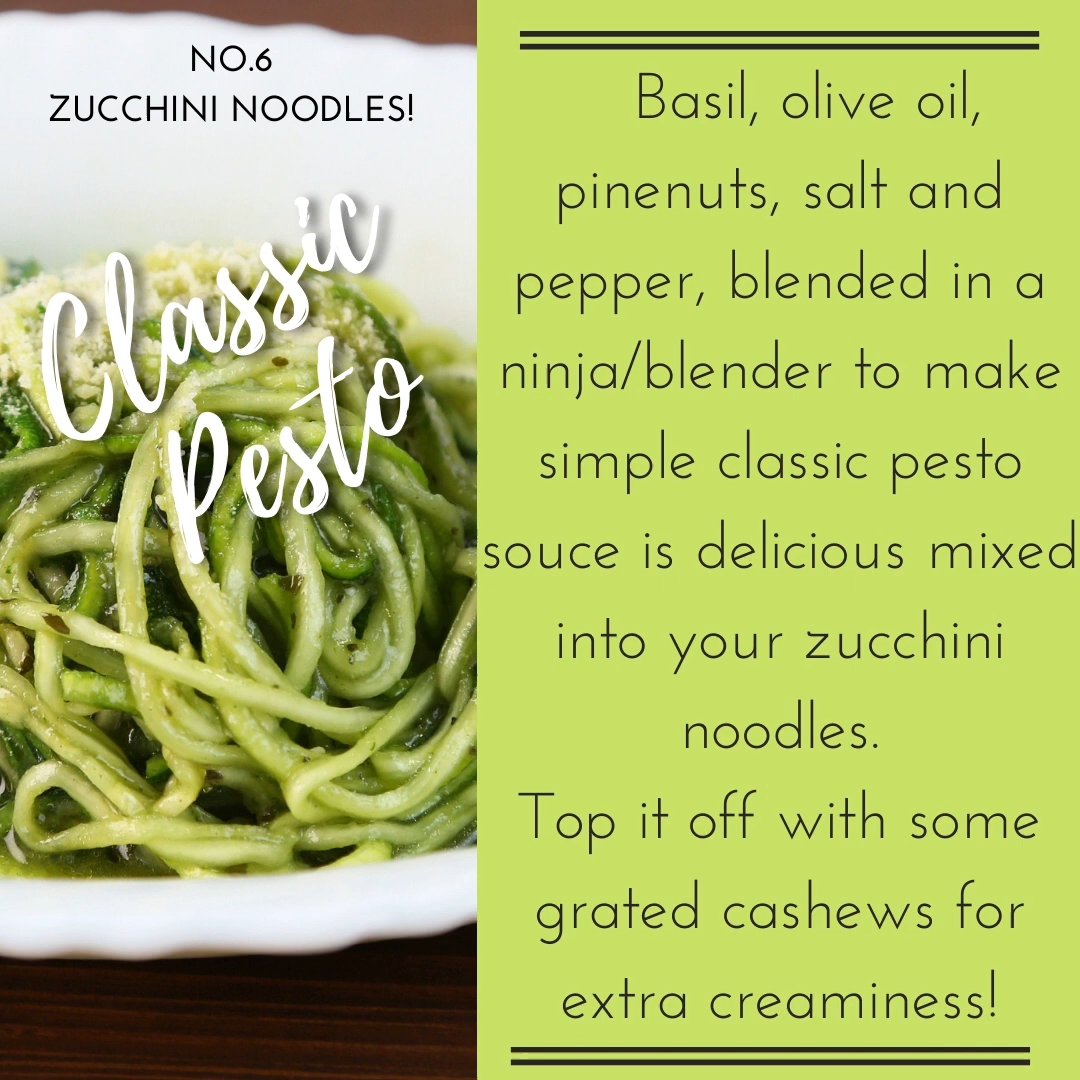 NO.6
ZUCCHINI NOODLES!
Classic
Pesto
Basil, olive oil,
pinenuts, salt and
pepper, blended in a
ninja/blender to make
simple classic pesto
souce is delicious mixed
into your zucchini
noodles.
Top it off with some
grated cashews for
extra creaminess!